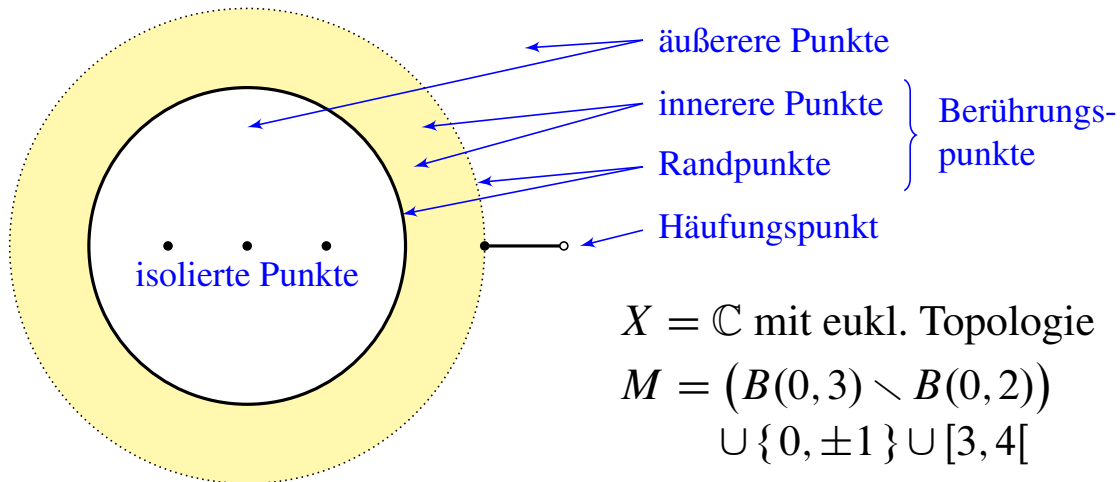 äußerere Punkte
innerere Punkte
Berührungs-
punkte
Randpunkte
Häufungspunkt
isolierte Punkte
X = ℂ mit eukl. Topologie
M = (B(0, 3) ∖ B(0, 2))
∪ {0, ±1} ∪ [3, 4[